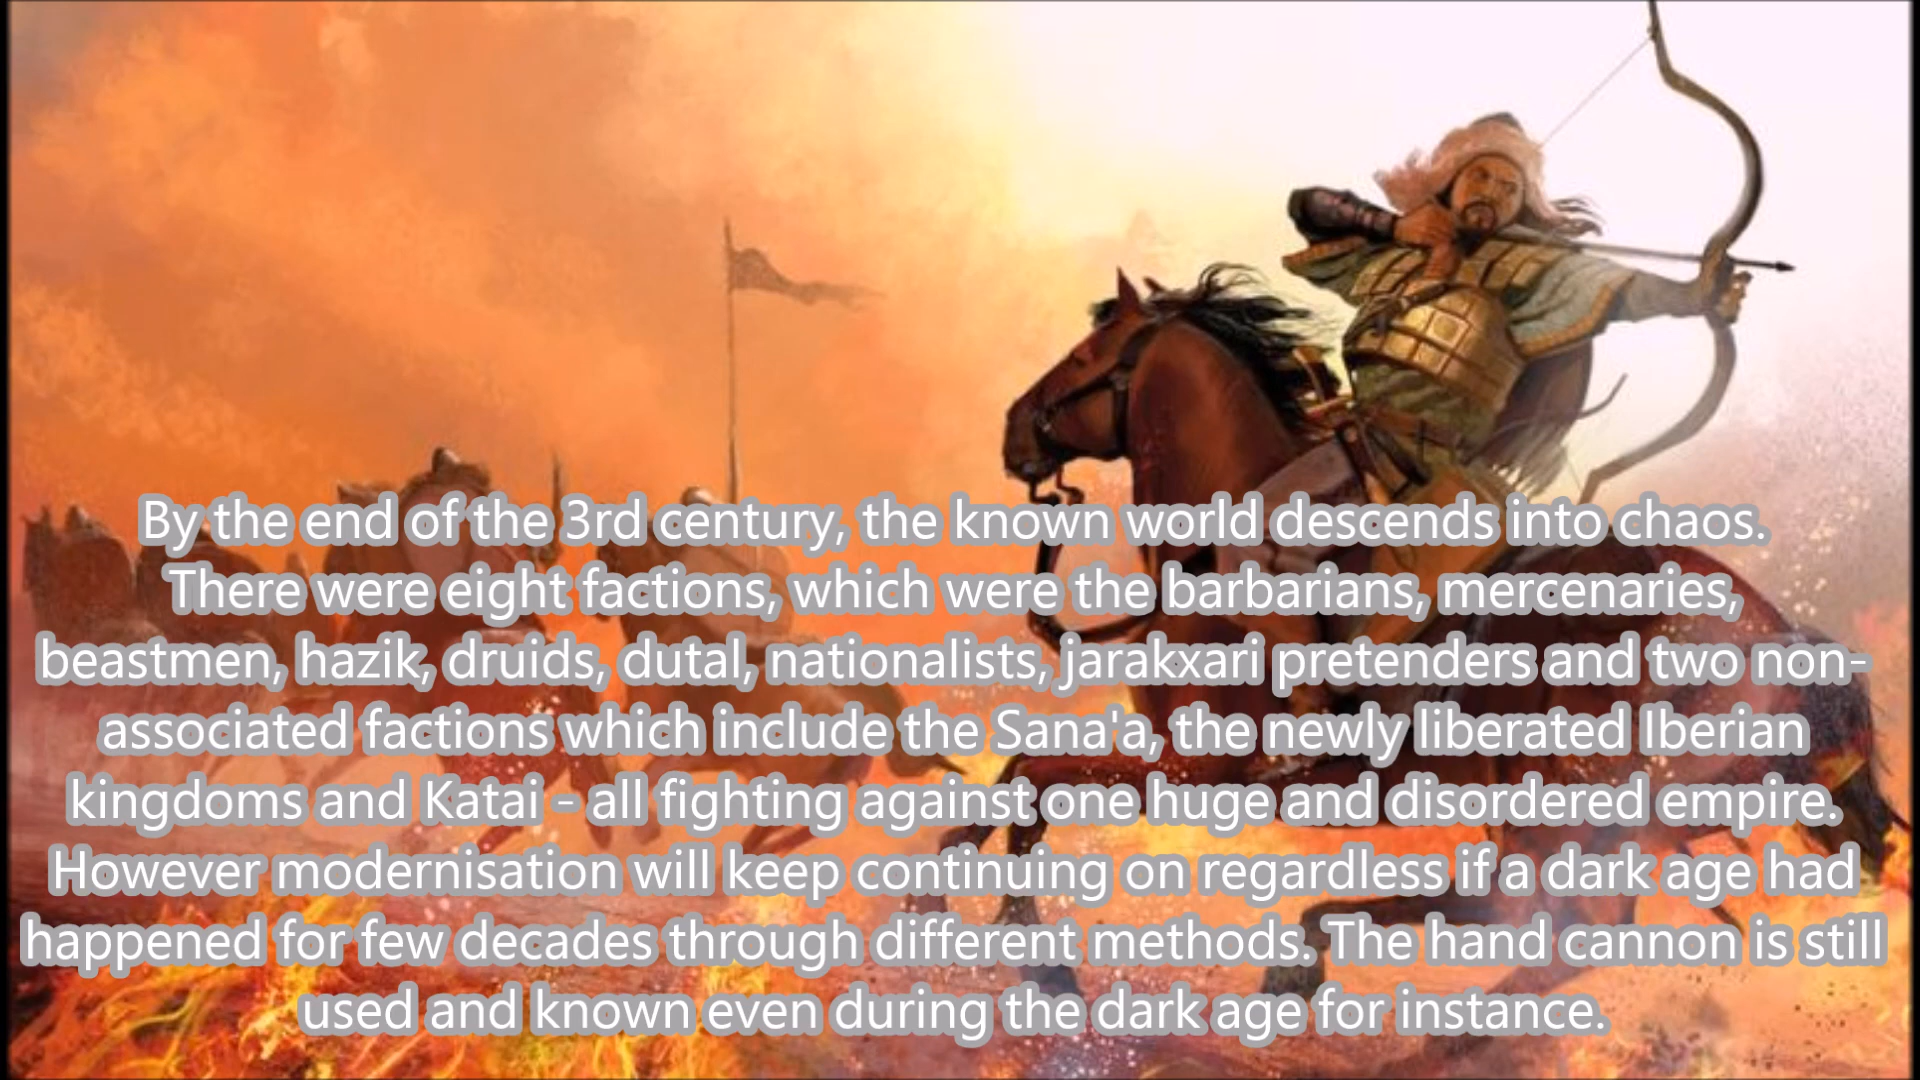 By the end of the 3rd century, the known world descends into chaos.
There were eight factions, which were the barbarians, mercenaries,
beastmen, hazik, druids, dutal, nationalists, jarakxari pretenders and two non-
associated factions which include the Sana'a, the newly liberated Iberian
kingdoms and Katai - all fighting against one huge and disordered empire.
However modernisation will keep continuing on regardless if a dark age had
happened for few decades through different methods. The hand cannon is still
used and known even during the dark age for instance.